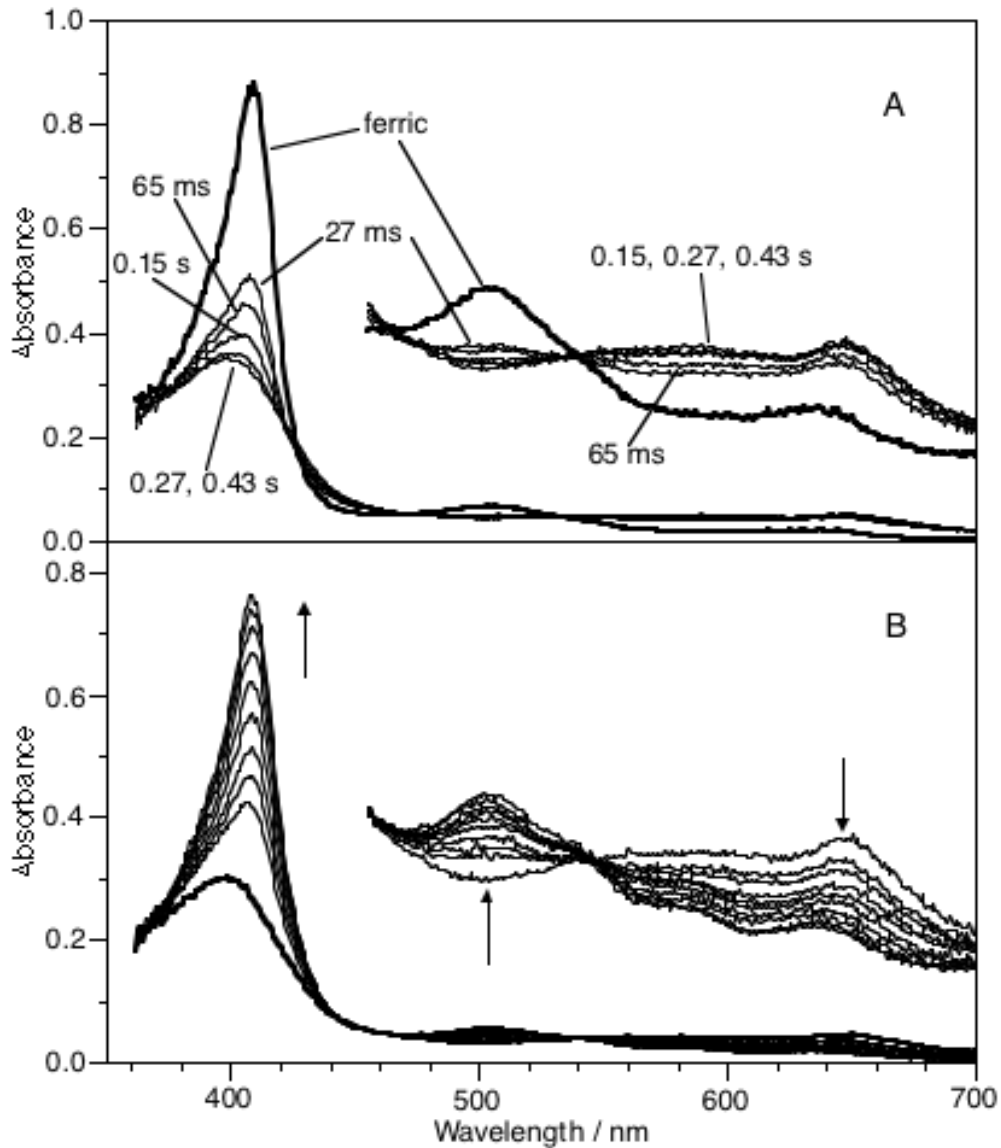 1.0
A
ferric
0.8
65 ms
27 ms
0.6
0.15 s
0.15, 0.27, 0.43 s
Absorbance
0.4
65 ms
0.2
0.27, 0.43 s
0.0
0.8
B
0.6
Absorbance
0.4
0.2
0.0
400 500 600 700
Wavelength / nm